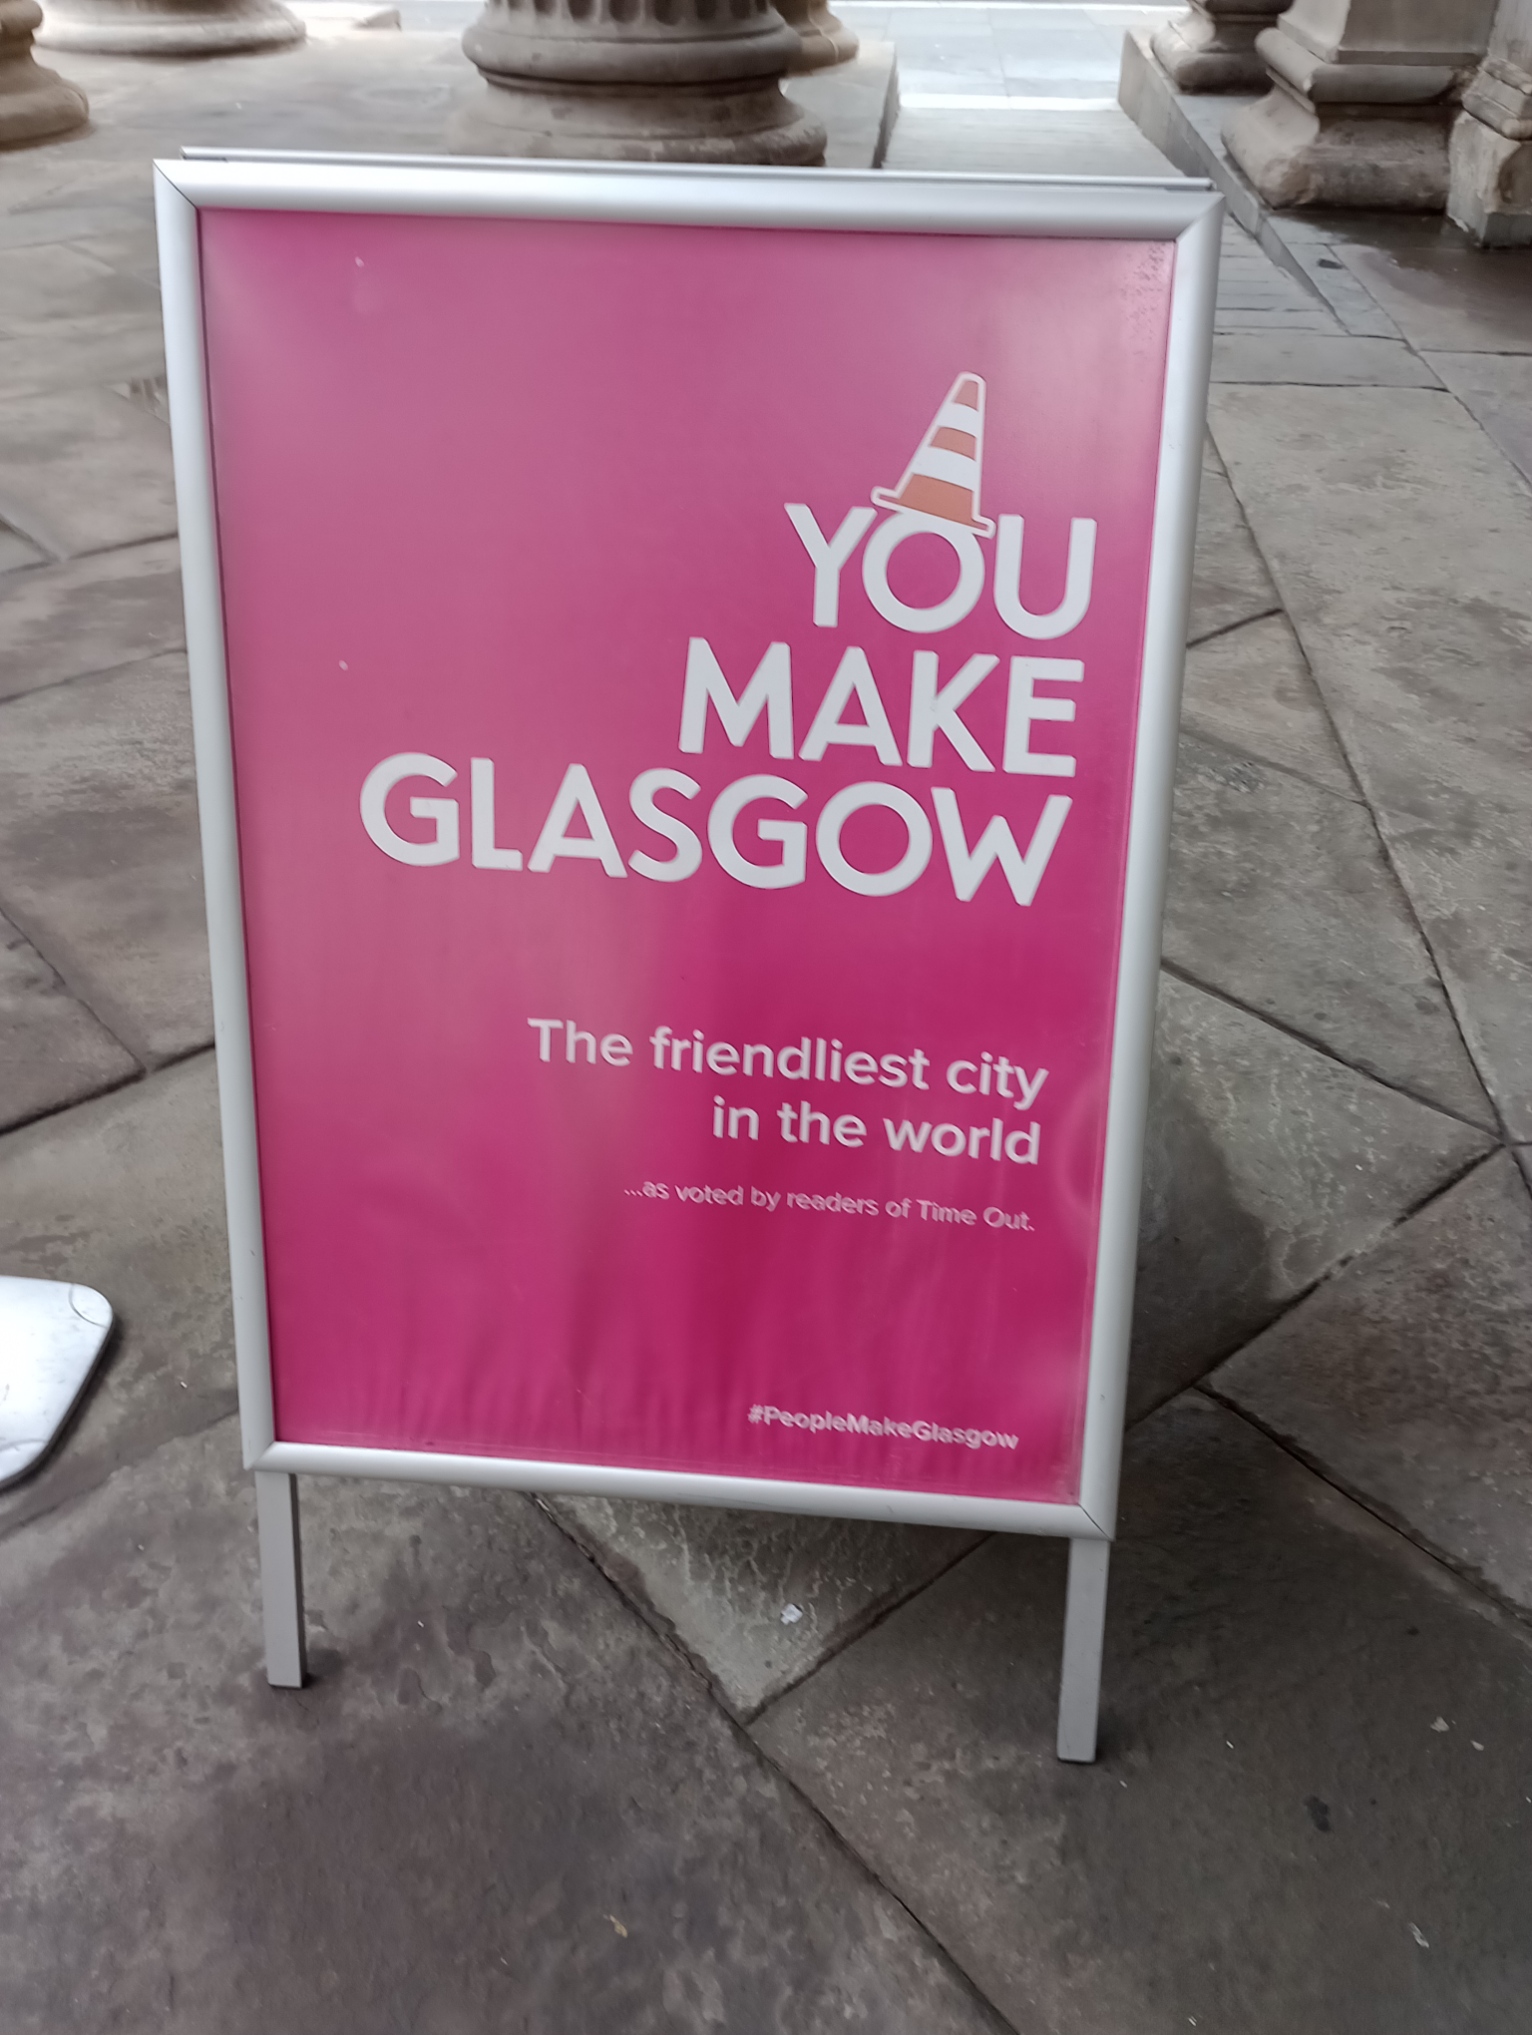 YOU
MAKE
GLASGOW
The friendliest city
in the world
...as voted by readers of Time Out.
#PeopleMakeGlasgow